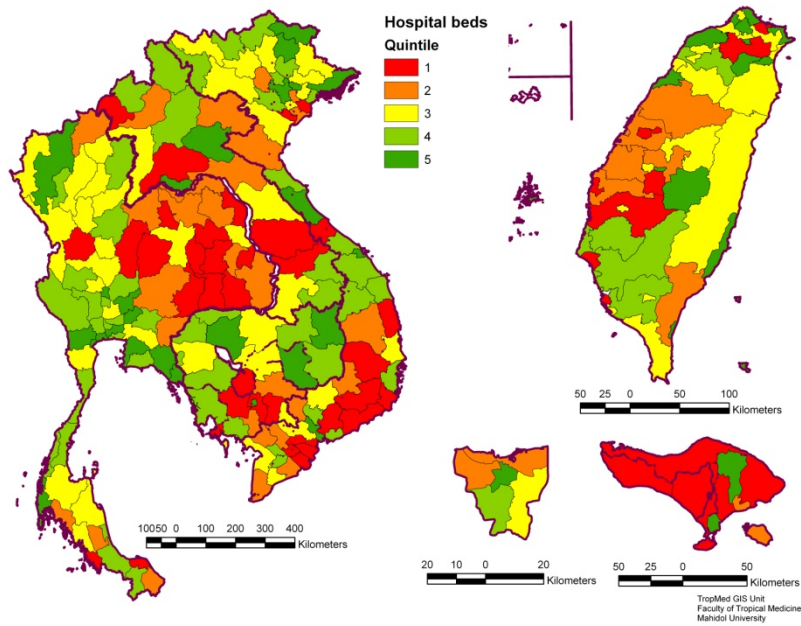 Hospital beds
Quintile
1
2
3
4
5
50 25 0 50 100
Kilometers
10050 0 100 200 300 400
Kilometers
20 10 0 20
Kilometers
50 25 0 50
Kilometers
TropMed GIS Unit
Faculty of Tropical Medicine
Mahidol University